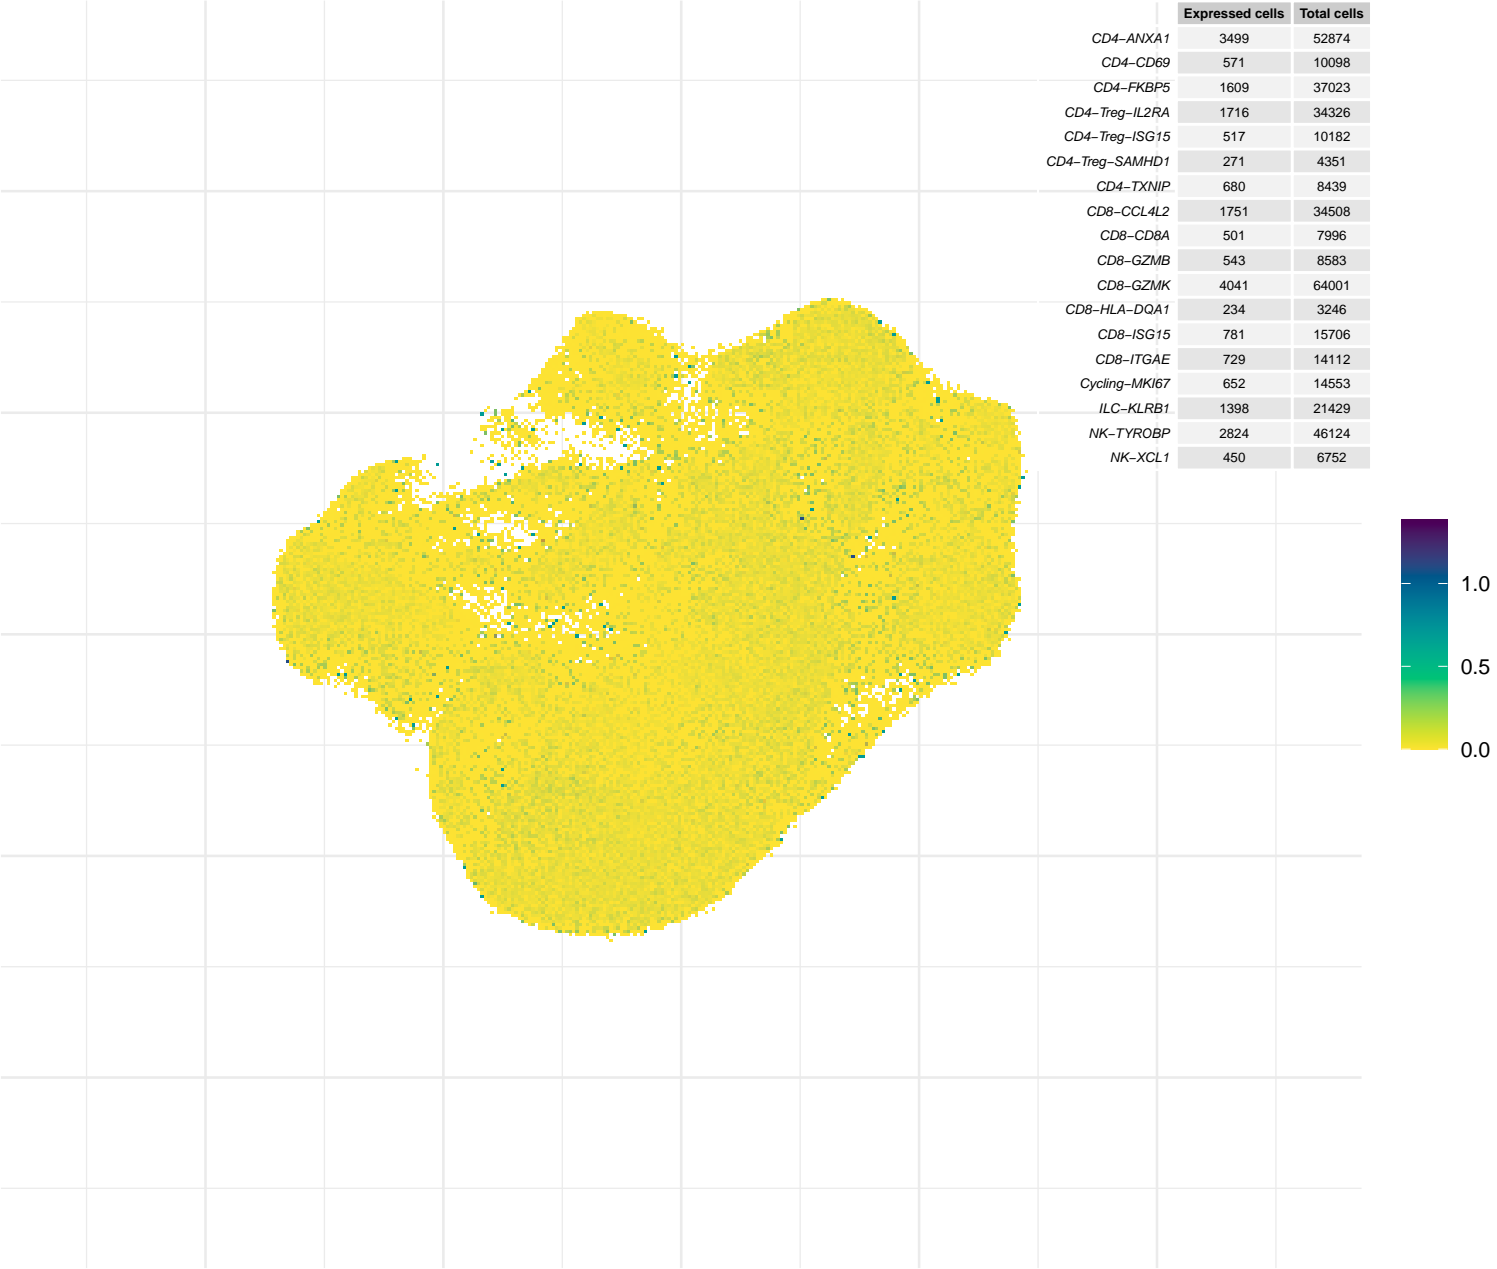 Expressed cells Total cells
CD4−ANXA1 3499 52874
CD4−CD69 571 10098
CD4−FKBP5 1609 37023
CD4−Treg−IL2RA 1716 34326
CD4−Treg−ISG15 517 10182
CD4−Treg−SAMHD1 271 4351
CD4−TXNIP 680 8439
CD8−CCL4L2 1751 34508
CD8−CD8A 501 7996
CD8−GZMB 543 8583
CD8−GZMK 4041 64001
CD8−HLA−DQA1 234 3246
CD8−ISG15 781 15706
CD8−ITGAE 729 14112
Cycling−MKI67 652 14553
ILC−KLRB1 1398 21429
NK−TYROBP 2824 46124
NK−XCL1 450 6752
1.0
0.5
0.0